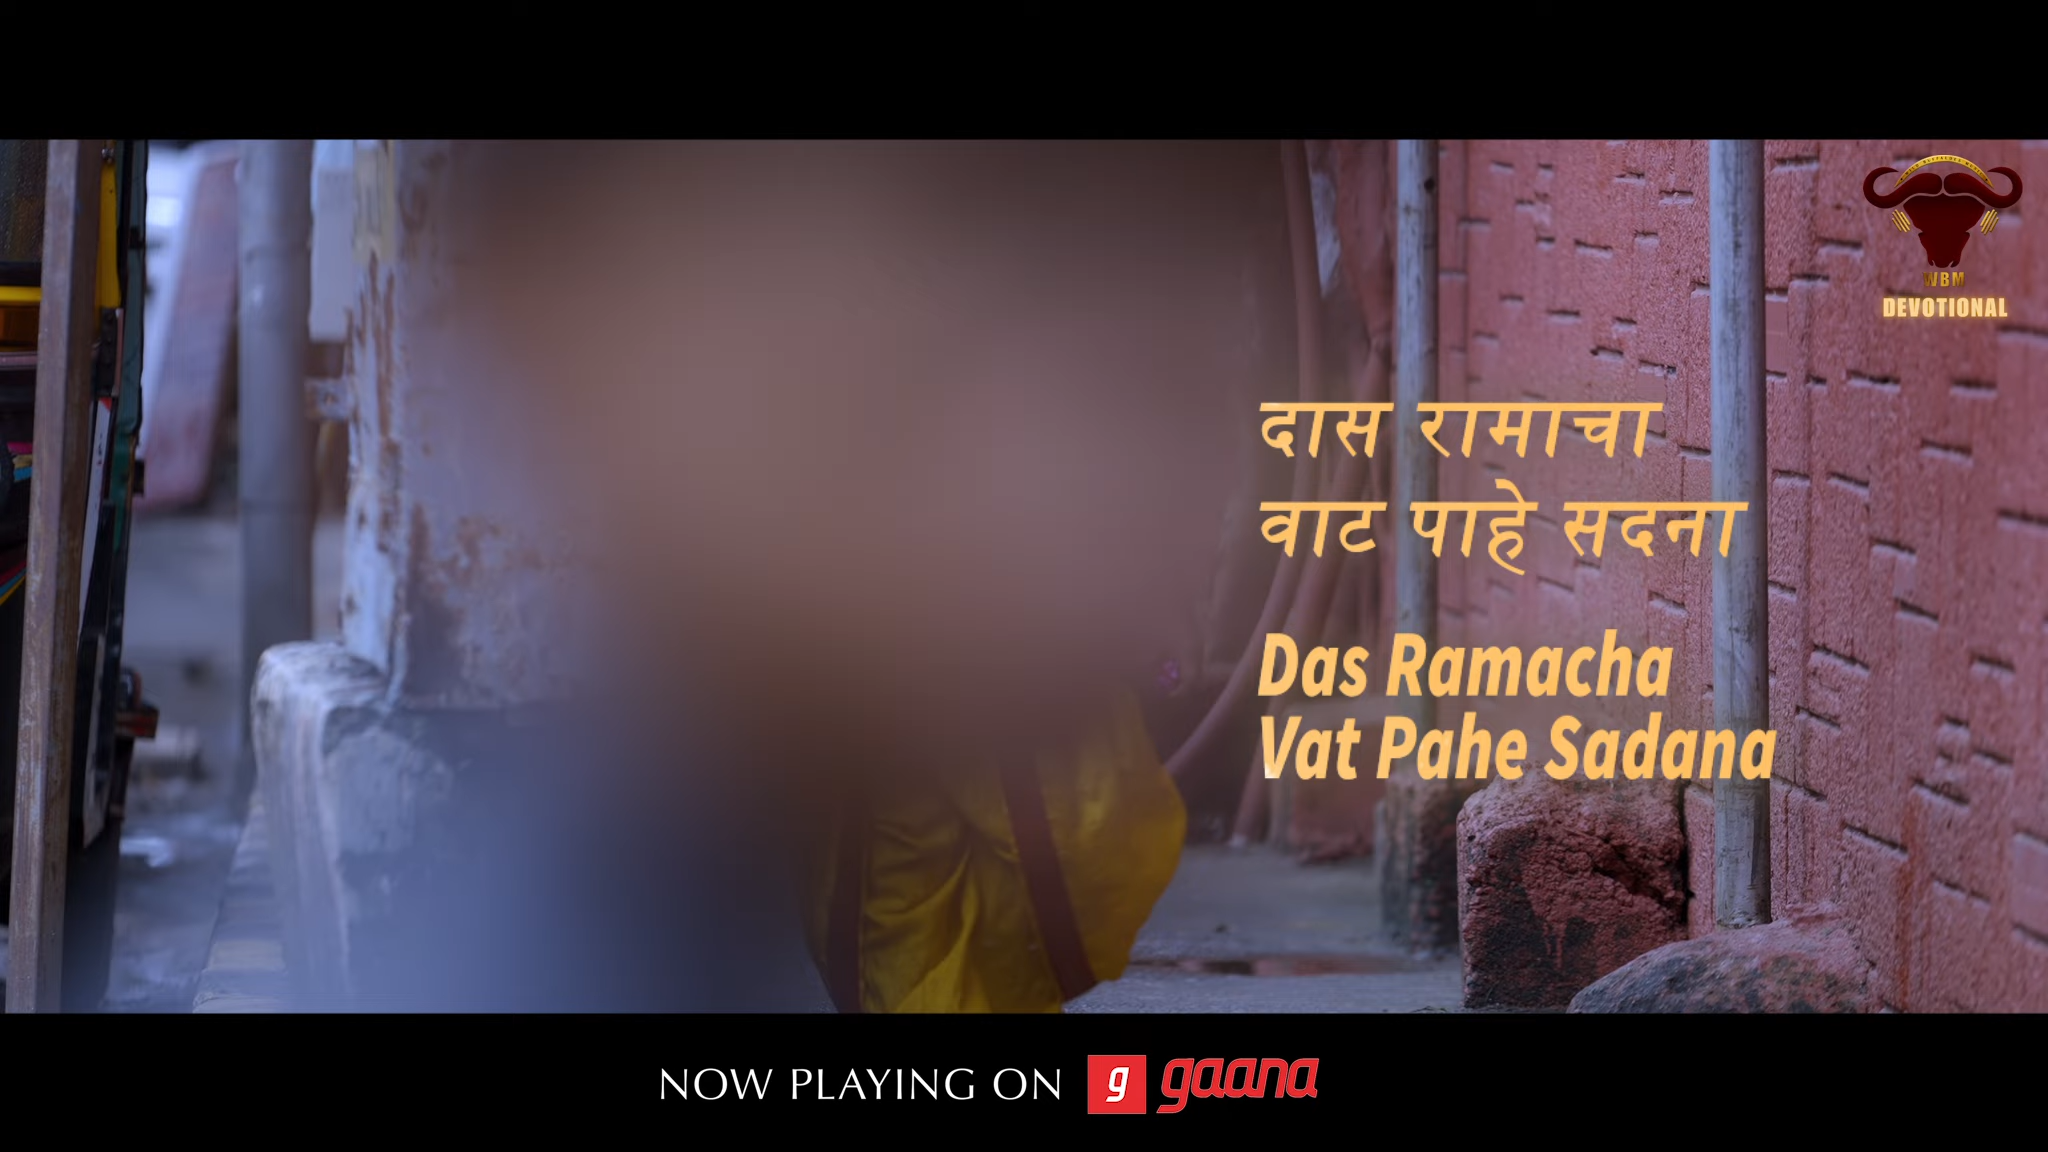 WBM
DEVOTIONAL
दास रामाचा
वाट पाहे सदना
Das Ramacha
Vat Pahe Sadana
NOW PLAYING ON g gaana